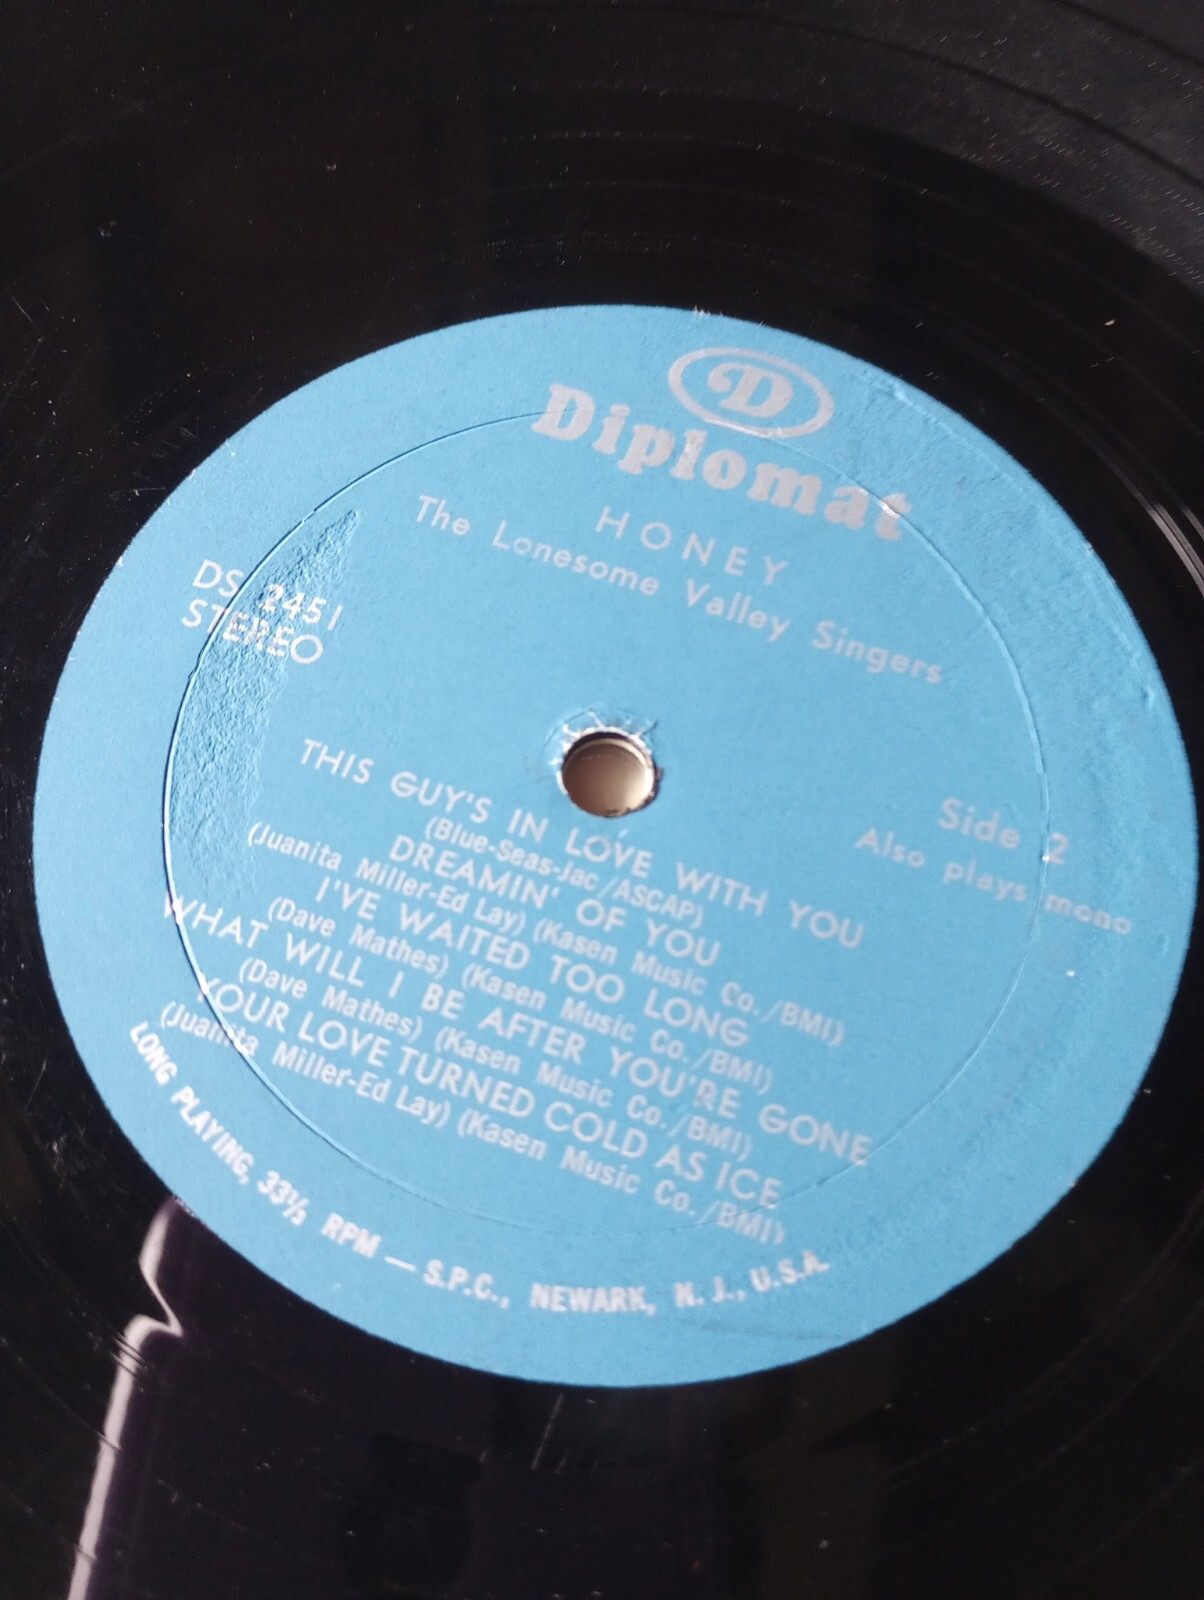 D
Diplomat
HONEY
The Lonesome Valley Singers
DS 2451
STEREO
Side 2
Also plays mono
THIS GUY'S IN LOVE WITH YOU
(Blue-Seas-Jac/ASCAP)
DREAMIN' OF YOU
(Juanita Miller-Ed Lay) (Kasen Music Co./BMI)
I'VE WAITED TOO LONG
(Dave Mathes) (Kasen Music Co./BMI)
WHAT WILL I BE AFTER YOU'RE GONE
(Dave Mathes) (Kasen Music Co./BMI)
YOUR LOVE TURNED COLD AS ICE
(Juanita Miller-Ed Lay) (Kasen Music Co./BMI)
LONG PLAYING, 33⅓ RPM — S.P.C., NEWARK, N. J., U.S.A.